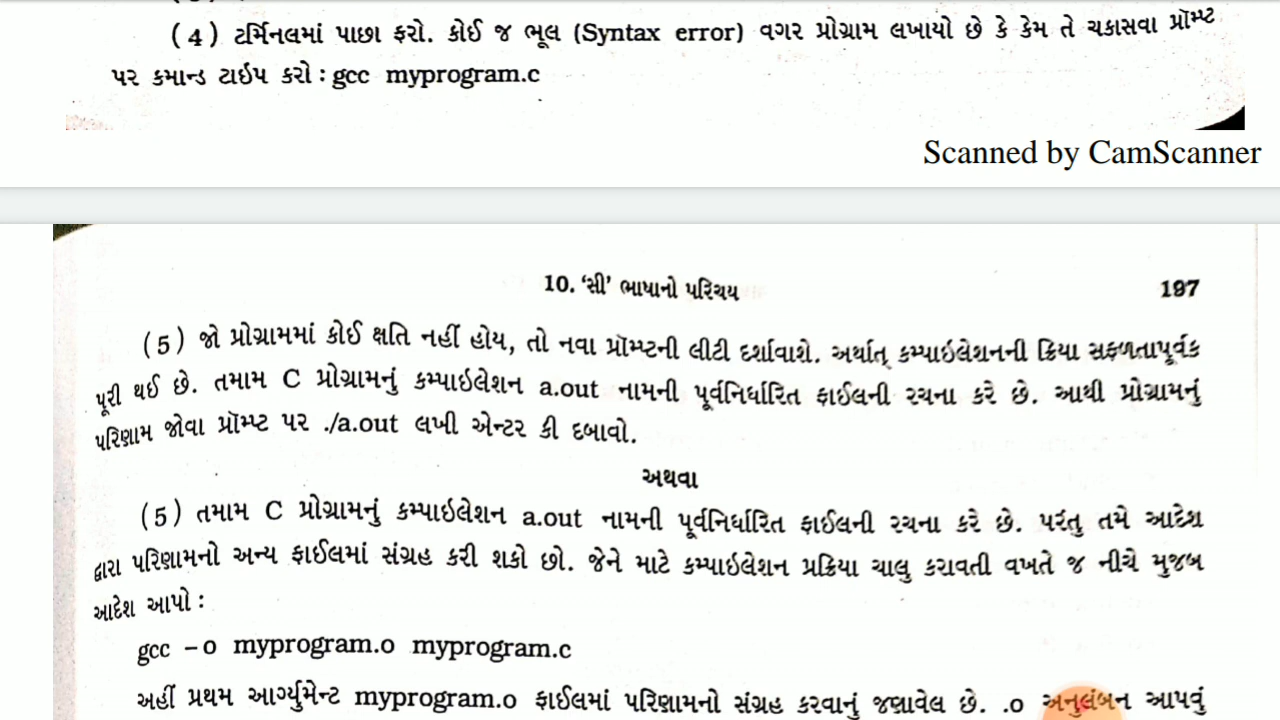 (4) ટર્મિનલમાં પાછા ફરો. કોઈ જ ભૂલ (Syntax error) વગર પ્રોગ્રામ લખાયો છે કે કેમ તે ચકાસવા પ્રૉમ્પ્ટ
પર કમાન્ડ ટાઇપ કરો : gcc myprogram.c
Scanned by CamScanner
10. ‘સી’ ભાષાનો પરિચય 197
(5) જો પ્રોગ્રામમાં કોઈ ક્ષતિ નહીં હોય, તો નવા પ્રૉમ્પ્ટની લીટી દર્શાવાશે. અર્થાત્ કમ્પાઇલેશનની ક્રિયા સફળતાપૂર્વક
પૂરી થઈ છે. તમામ C પ્રોગ્રામનું કમ્પાઇલેશન a.out નામની પૂર્વનિર્ધારિત ફાઈલની રચના કરે છે. આથી પ્રોગ્રામનું
પરિણામ જોવા પ્રૉમ્પ્ટ પર ./a.out લખી એન્ટર કી દબાવો.
અથવા
(5) તમામ C પ્રોગ્રામનું કમ્પાઇલેશન a.out નામની પૂર્વનિર્ધારિત ફાઈલની રચના કરે છે. પરંતુ તમે આદેશ
દ્વારા પરિણામનો અન્ય ફાઈલમાં સંગ્રહ કરી શકો છો. જેને માટે કમ્પાઇલેશન પ્રક્રિયા ચાલુ કરાવતી વખતે જ નીચે મુજબ
આદેશ આપો :
gcc –o myprogram.o myprogram.c
અહીં પ્રથમ આર્ગ્યુમેન્ટ myprogram.o ફાઈલમાં પરિણામનો સંગ્રહ કરવાનું જણાવેલ છે. .o અનુલંબન આપવું